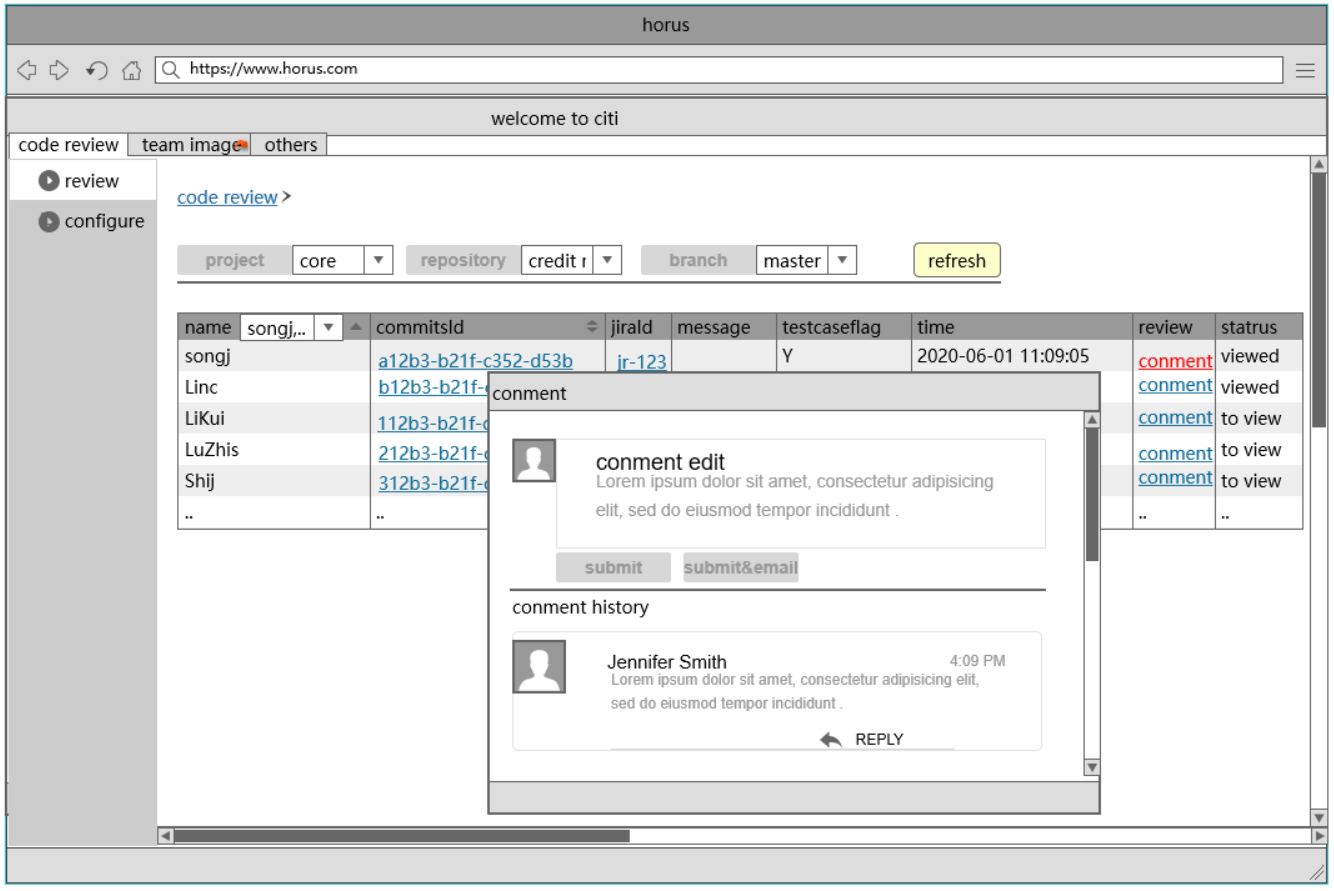 horus
https://www.horus.com
welcome to citi
code review team image others
review
configure
code review >
project core repository credit r branch master refresh
name songj,.. commitsId jiraId message testcaseflag time review statrus
songj a12b3-b21f-c352-d53b jr-123 Y 2020-06-01 11:09:05 conment viewed
Linc b12b3-b21f- conment viewed
LiKui 112b3-b21f- conment to view
LuZhis 212b3-b21f- conment to view
Shij 312b3-b21f- conment to view
.. .. .. ..
conment
conment edit
Lorem ipsum dolor sit amet, consectetur adipisicing
elit, sed do eiusmod tempor incididunt .
submit submit&email
conment history
Jennifer Smith 4:09 PM
Lorem ipsum dolor sit amet, consectetur adipisicing elit,
sed do eiusmod tempor incididunt .
REPLY